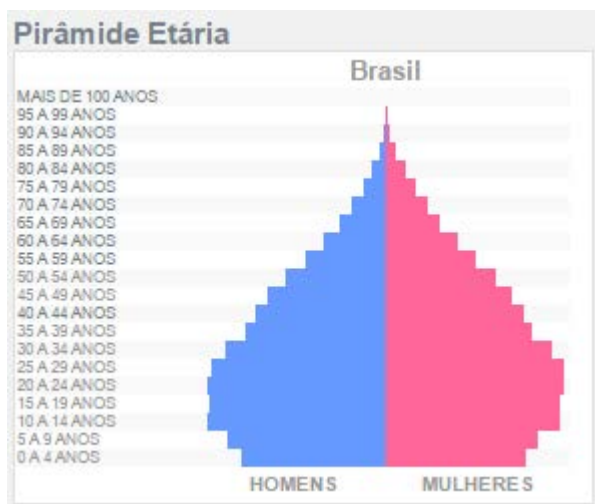 Pirâmide Etária
Brasil
MAIS DE 100 ANOS
95 A 99 ANOS
90 A 94 ANOS
85 A 89 ANOS
80 A 84 ANOS
75 A 79 ANOS
70 A 74 ANOS
65 A 69 ANOS
60 A 64 ANOS
55 A 59 ANOS
50 A 54 ANOS
45 A 49 ANOS
40 A 44 ANOS
35 A 39 ANOS
30 A 34 ANOS
25 A 29 ANOS
20 A 24 ANOS
15 A 19 ANOS
10 A 14 ANOS
5 A 9 ANOS
0 A 4 ANOS
HOMENS MULHERES